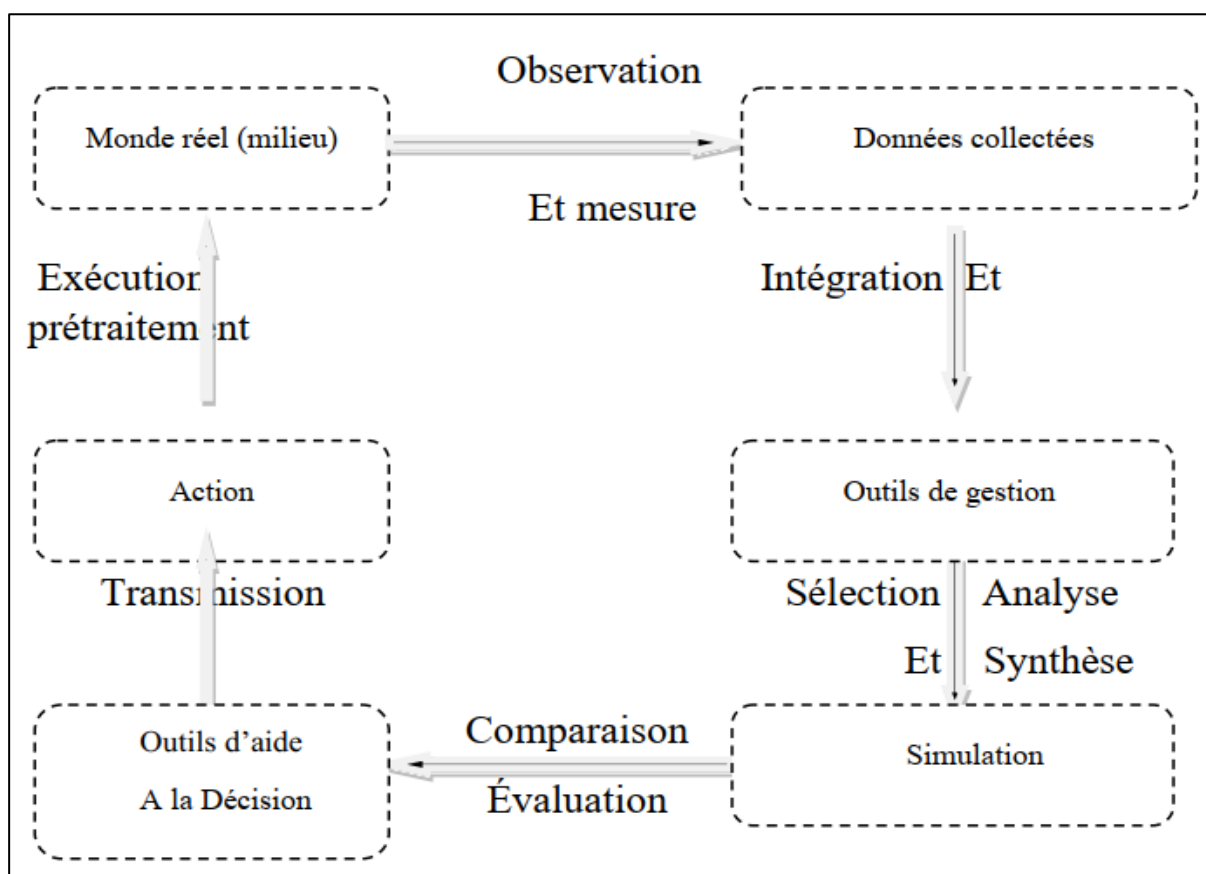 Observation
Monde réel (milieu)
Données collectées
Et mesure
Exécution
prétraitement
Intégration Et
Action
Outils de gestion
Transmission
Sélection Analyse
Et Synthèse
Outils d’aide
A la Décision
Comparaison
Évaluation
Simulation